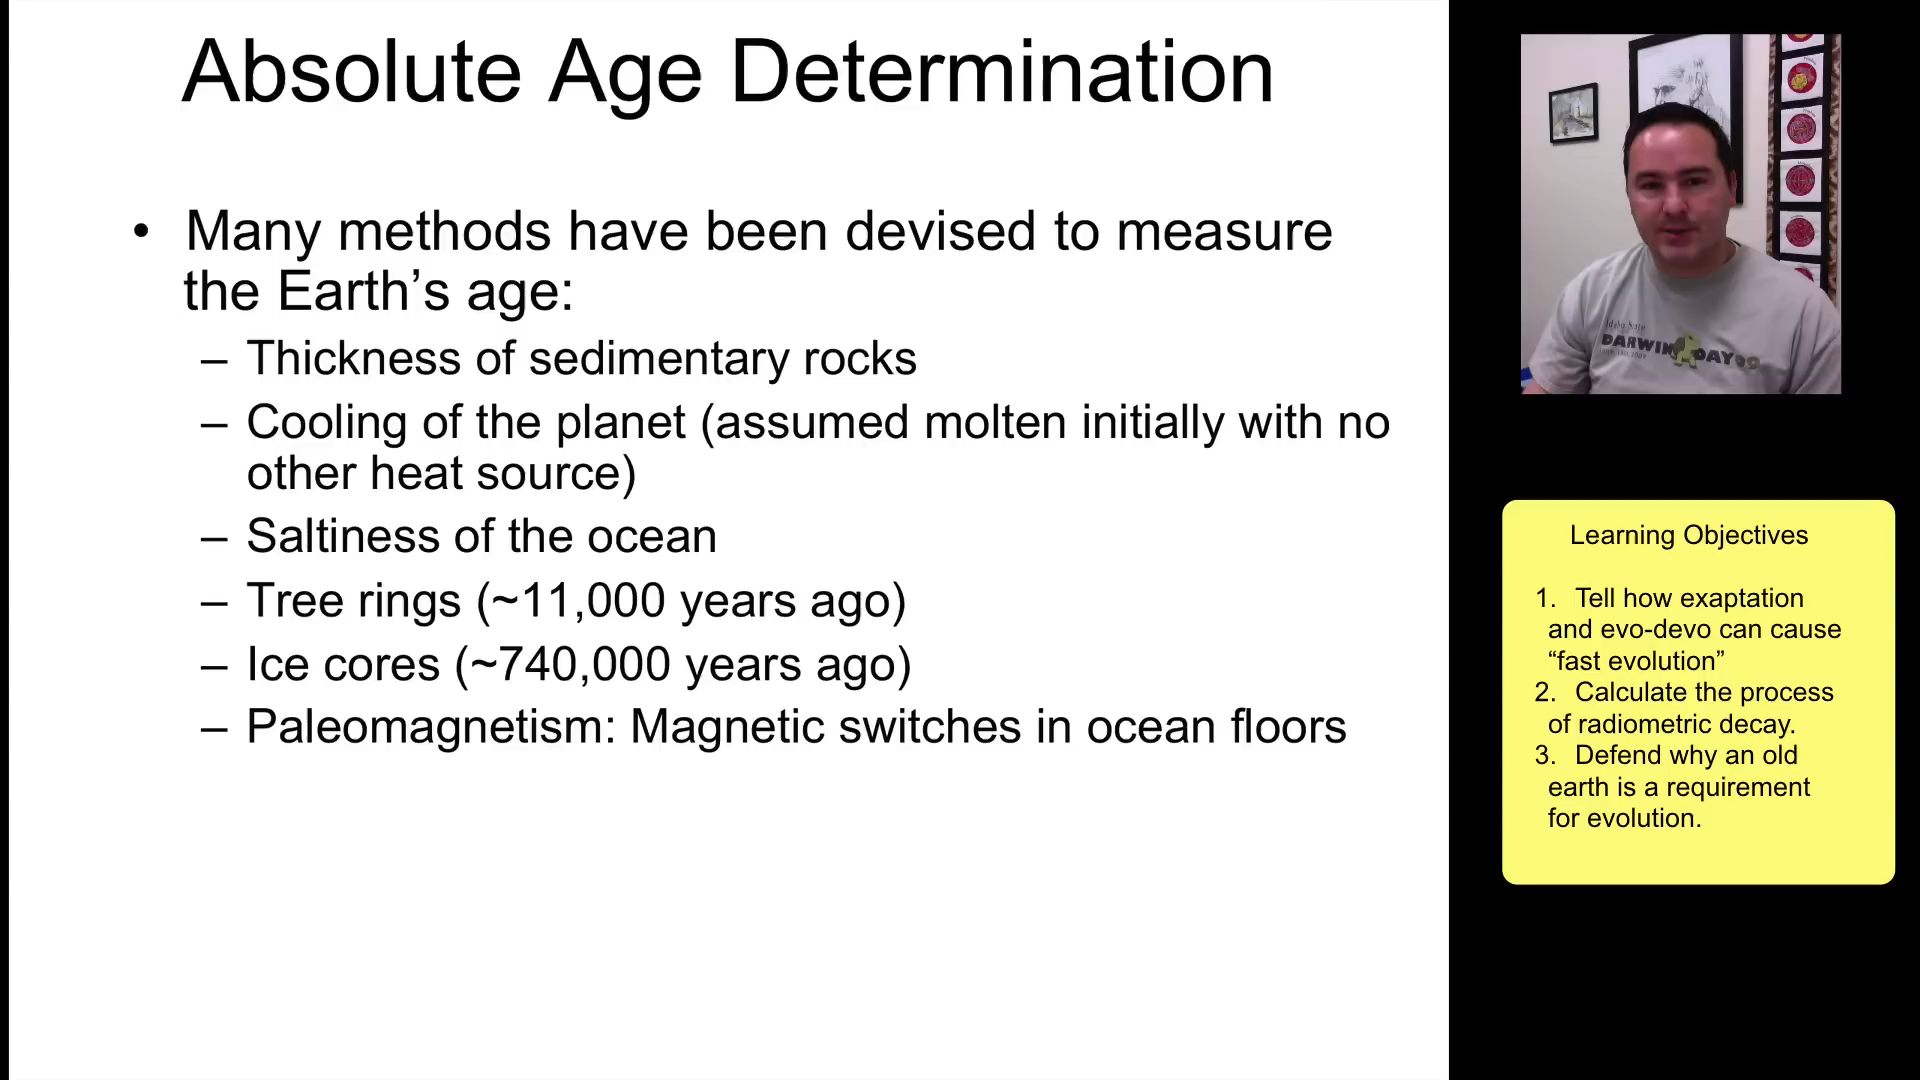 Absolute Age Determination
• Many methods have been devised to measure
the Earth’s age:
– Thickness of sedimentary rocks
– Cooling of the planet (assumed molten initially with no
other heat source)
– Saltiness of the ocean
– Tree rings (~11,000 years ago)
– Ice cores (~740,000 years ago)
– Paleomagnetism: Magnetic switches in ocean floors
Idaho State
DARWIN DAY 09
Learning Objectives
1. Tell how exaptation
and evo-devo can cause
“fast evolution”
2. Calculate the process
of radiometric decay.
3. Defend why an old
earth is a requirement
for evolution.